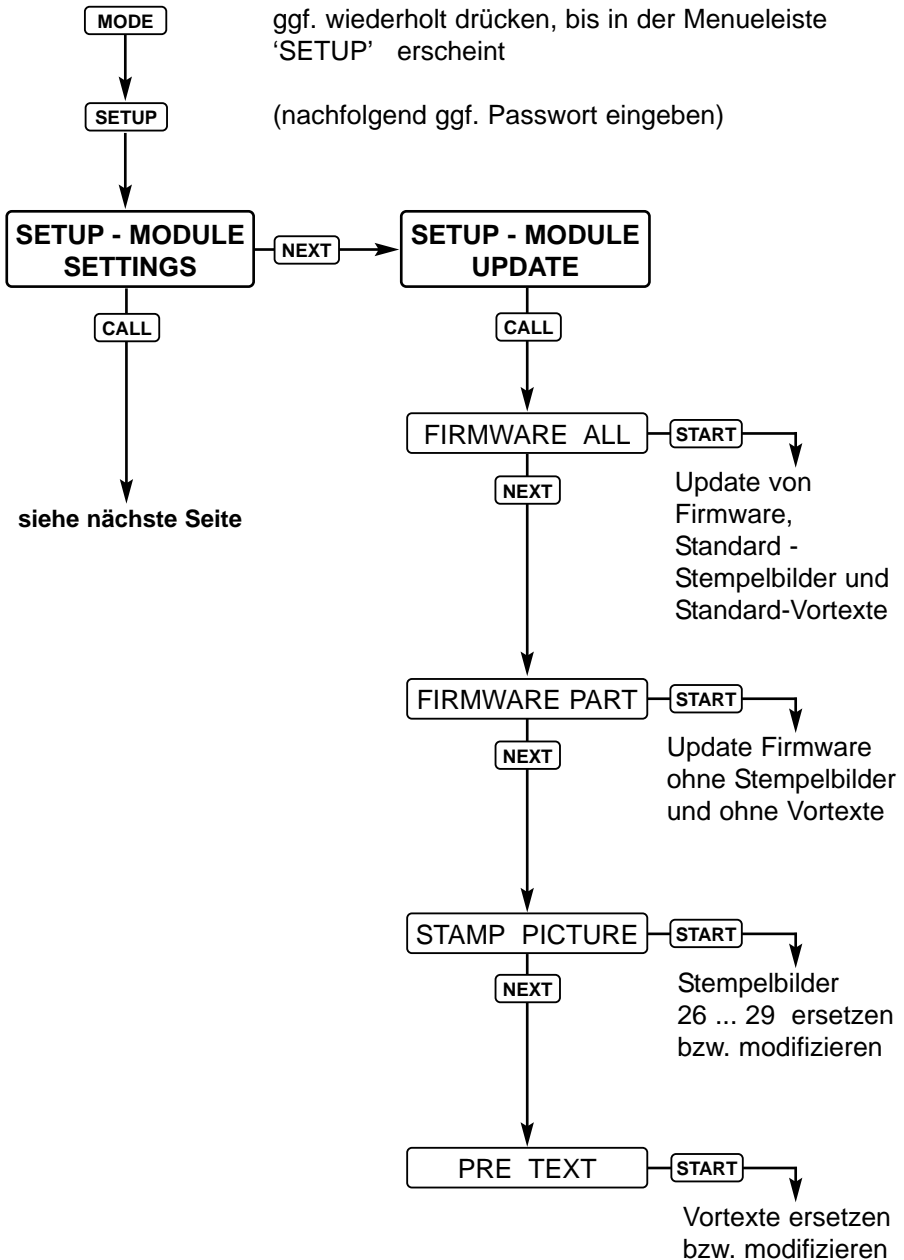 MODE
ggf. wiederholt drücken, bis in der Menueleiste
‘SETUP’ erscheint
SETUP
(nachfolgend ggf. Passwort eingeben)
SETUP - MODULE
SETTINGS
NEXT
SETUP - MODULE
UPDATE
CALL
CALL
siehe nächste Seite
FIRMWARE ALL
START
NEXT
Update von
Firmware,
Standard -
Stempelbilder und
Standard-Vortexte
FIRMWARE PART
START
NEXT
Update Firmware
ohne Stempelbilder
und ohne Vortexte
STAMP PICTURE
START
NEXT
Stempelbilder
26 ... 29 ersetzen
bzw. modifizieren
PRE TEXT
START
Vortexte ersetzen
bzw. modifizieren